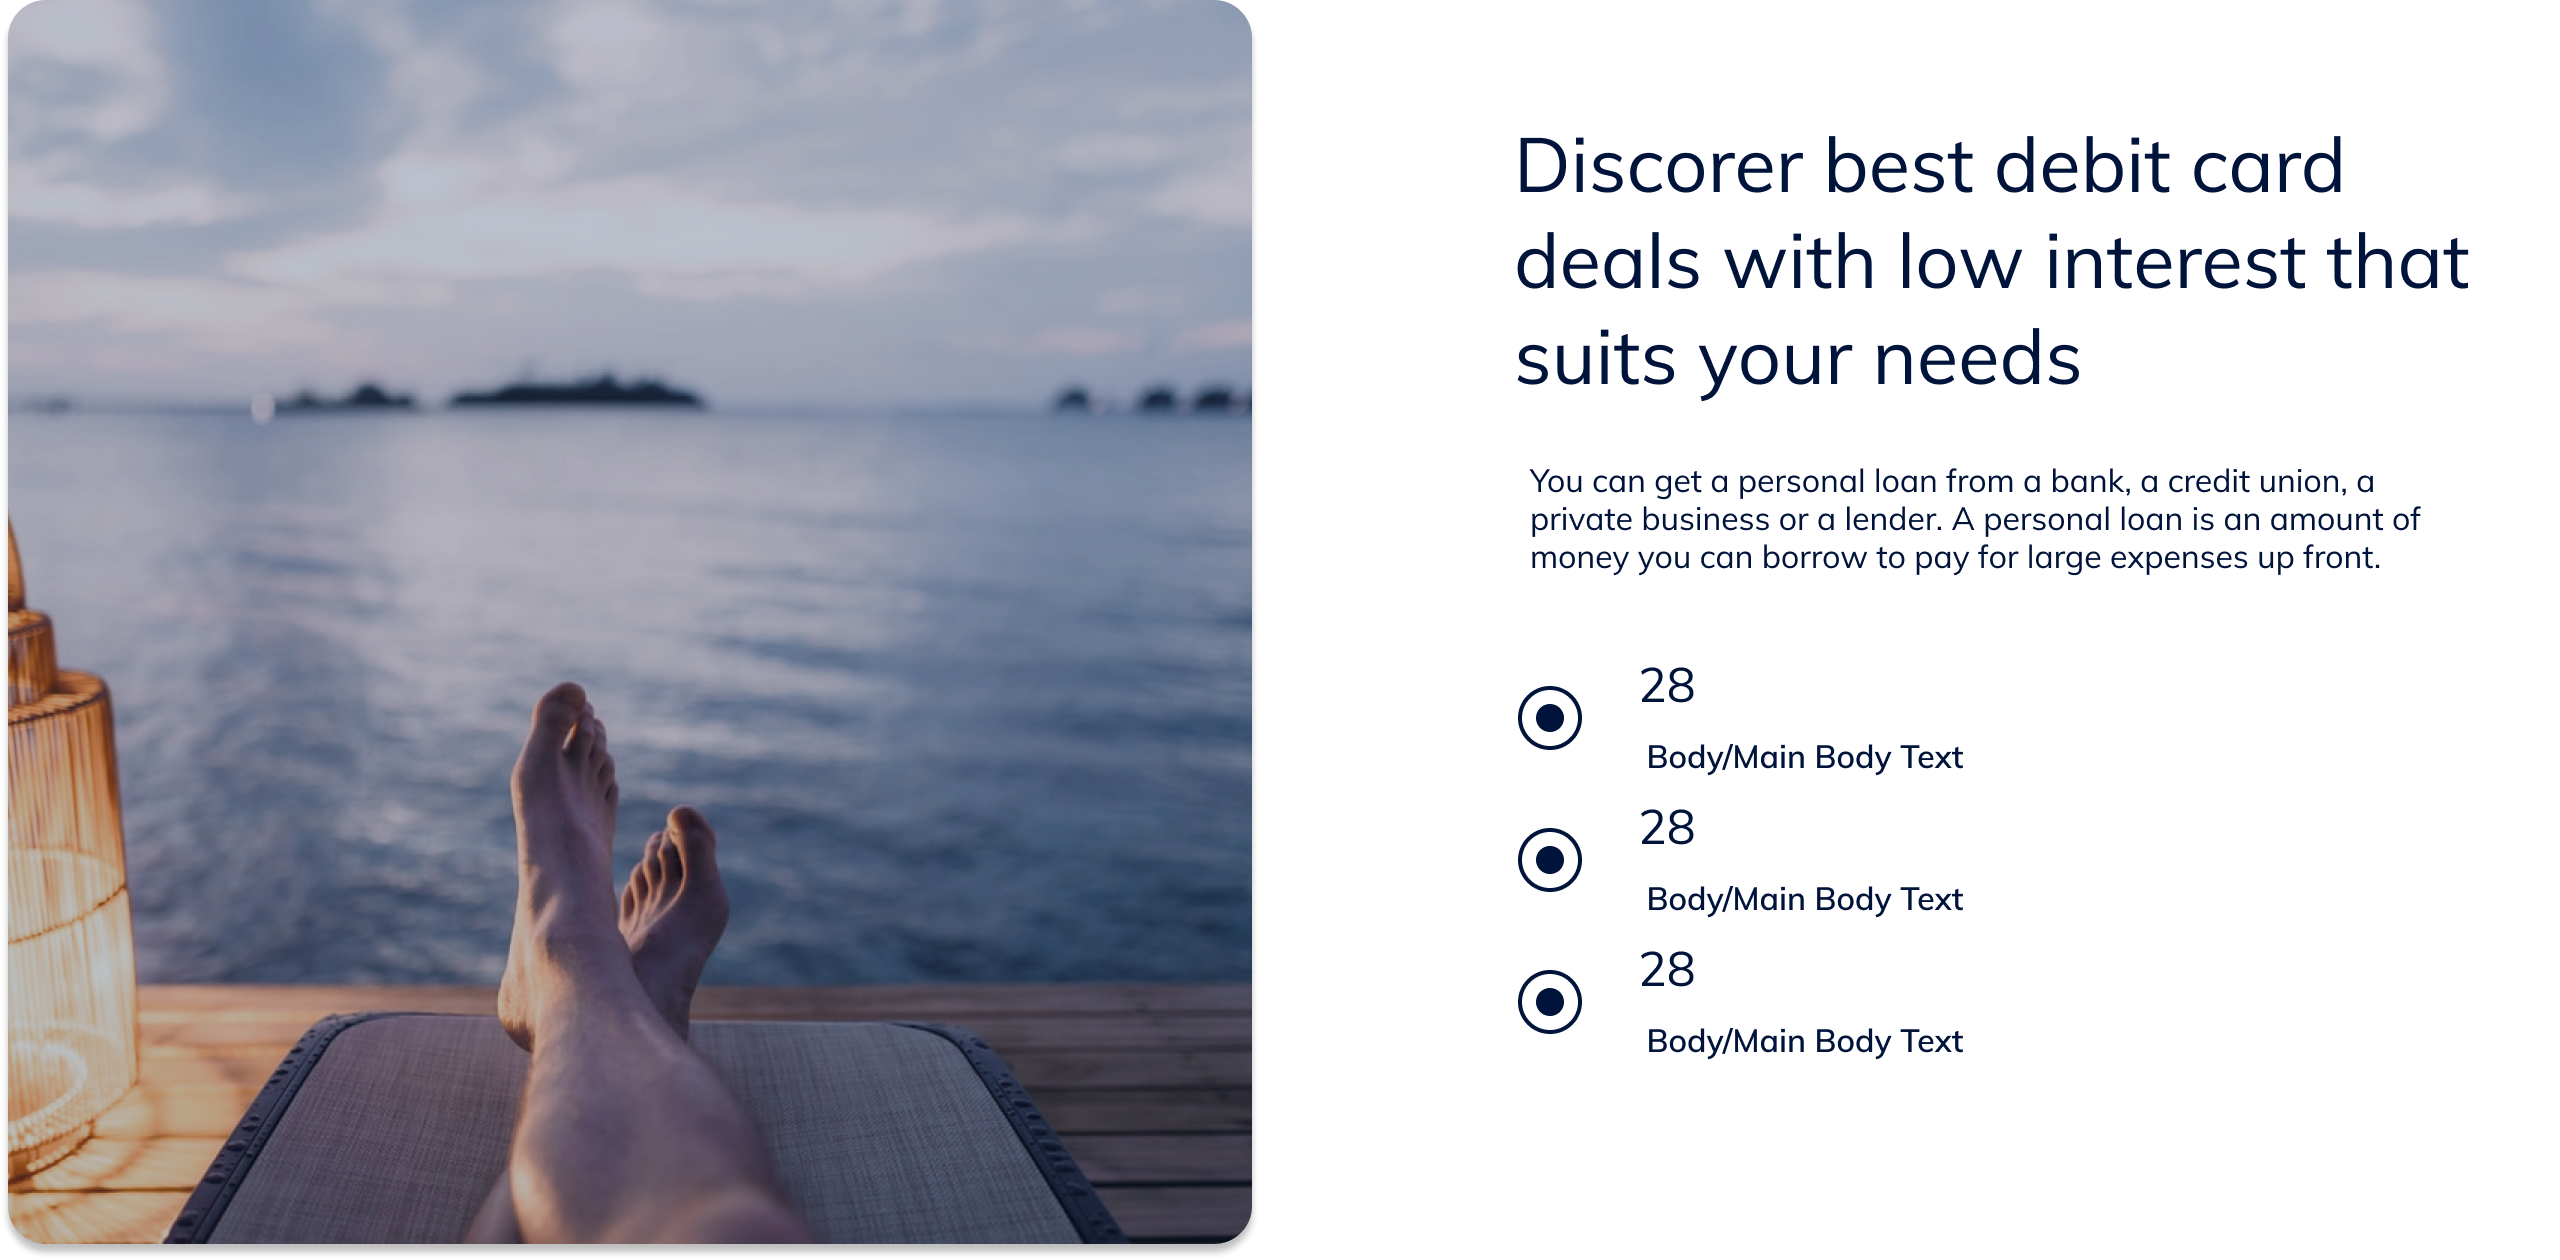 Discorer best debit card
deals with low interest that
suits your needs
You can get a personal loan from a bank, a credit union, a
private business or a lender. A personal loan is an amount of
money you can borrow to pay for large expenses up front.
28
Body/Main Body Text
28
Body/Main Body Text
28
Body/Main Body Text